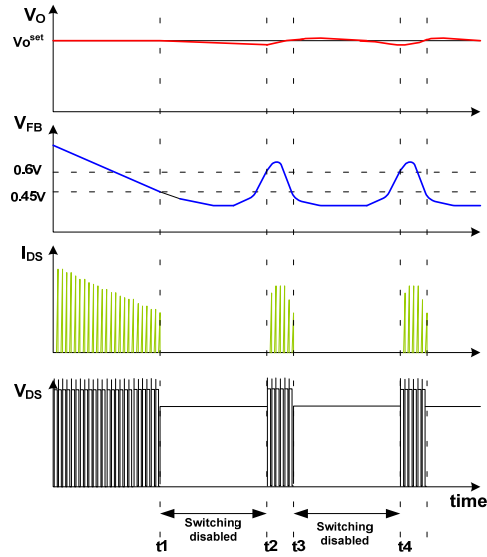 VO
Voset
VFB
0.6V
0.45V
IDS
VDS
time
Switching disabled
Switching disabled
t1
t2
t3
t4